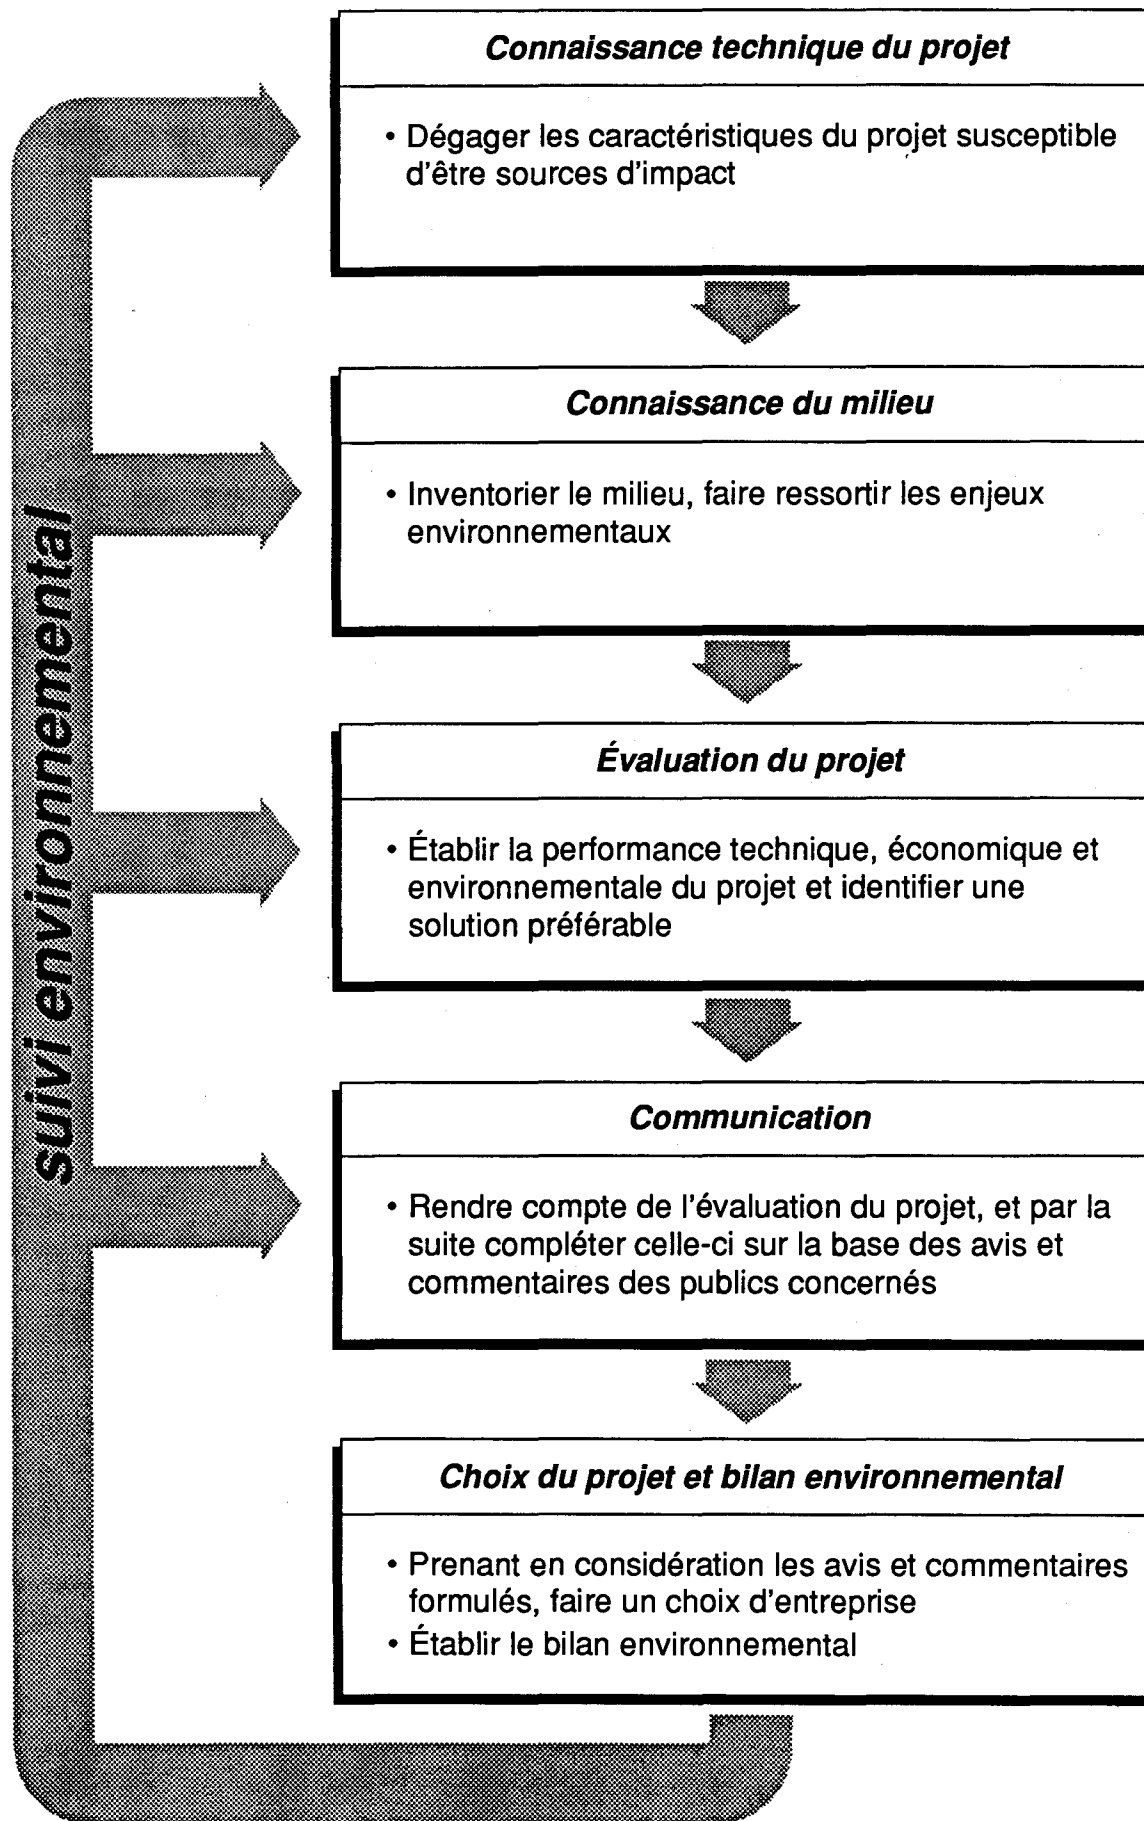 Connaissance technique du projet
• Dégager les caractéristiques du projet susceptible
d'être sources d'impact
Connaissance du milieu
• Inventorier le milieu, faire ressortir les enjeux
environnementaux
Évaluation du projet
• Établir la performance technique, économique et
environnementale du projet et identifier une
solution préférable
Communication
• Rendre compte de l'évaluation du projet, et par la
suite compléter celle-ci sur la base des avis et
commentaires des publics concernés
Choix du projet et bilan environnemental
• Prenant en considération les avis et commentaires
formulés, faire un choix d'entreprise
• Établir le bilan environnemental
suivi environnemental